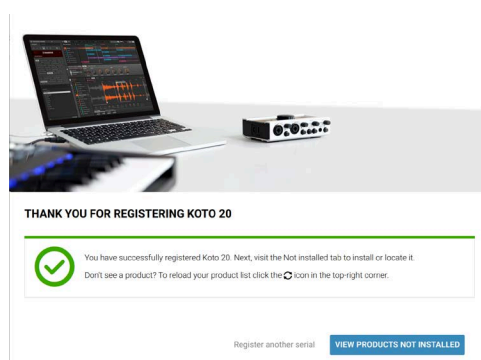 THANK YOU FOR REGISTERING KOTO 20
You have successfully registered Koto 20. Next, visit the Not installed tab to install or locate it.
Don't see a product? To reload your product list click the icon in the top-right corner.
Register another serial
VIEW PRODUCTS NOT INSTALLED